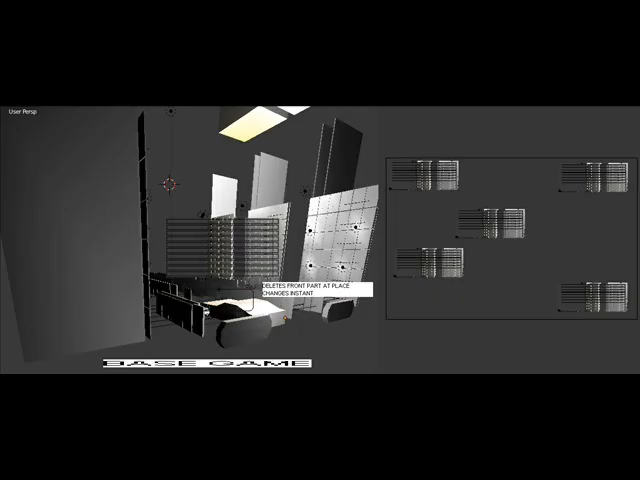 User Persp
DELETES FRONT PART AT PLACE
CHANGES INSTANT
BASE GAME